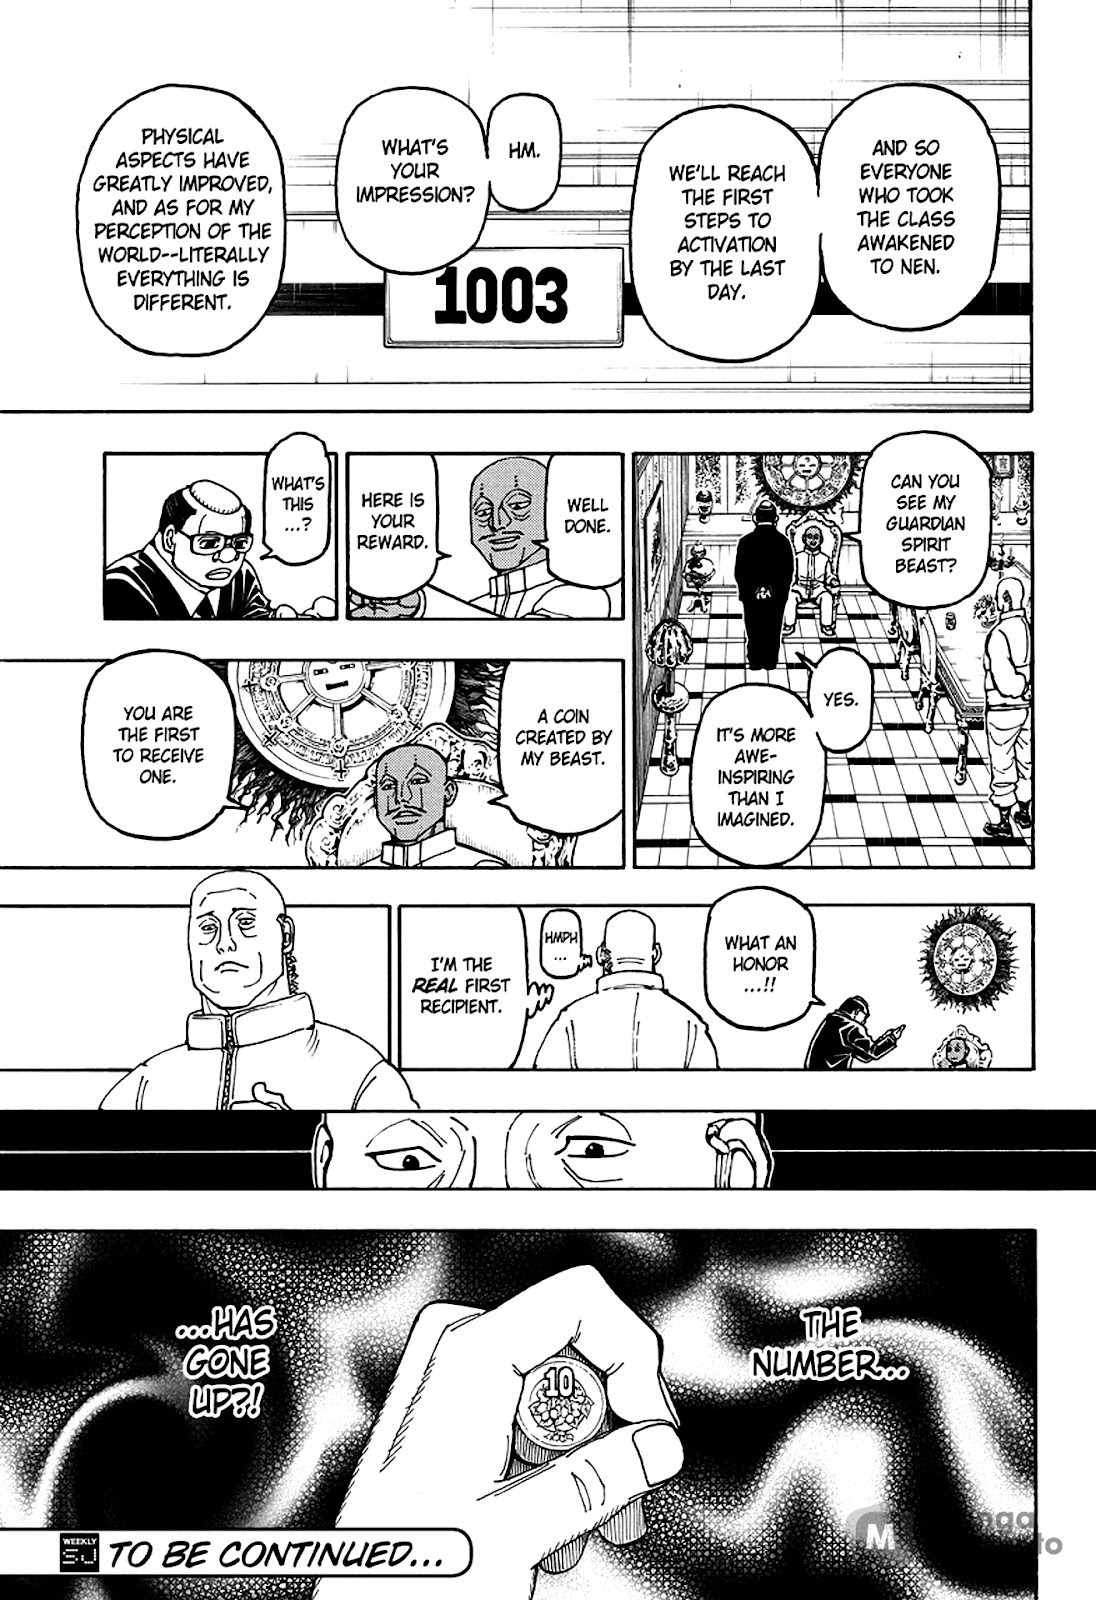 AND SO
EVERYONE
WHO TOOK
THE CLASS
AWAKENED
TO NEN.
WE'LL REACH
THE FIRST
STEPS TO
ACTIVATION
BY THE LAST
DAY.
HM.
WHAT'S
YOUR
IMPRESSION?
1003
PHYSICAL
ASPECTS HAVE
GREATLY IMPROVED,
AND AS FOR MY
PERCEPTION OF THE
WORLD--LITERALLY
EVERYTHING IS
DIFFERENT.
CAN YOU
SEE MY
GUARDIAN
SPIRIT
BEAST?
YES.
IT'S MORE
AWE-
INSPIRING
THAN I
IMAGINED.
WELL
DONE.
HERE IS
YOUR
REWARD.
WHAT'S
THIS
...?
A COIN
CREATED BY
MY BEAST.
YOU ARE
THE FIRST
TO RECEIVE
ONE.
WHAT AN
HONOR
...!!
HMPH
...
I'M THE
REAL FIRST
RECIPIENT.
THE
NUMBER...
10
...HAS
GONE
UP?!
WEEKLY
SJ
TO BE CONTINUED...
M